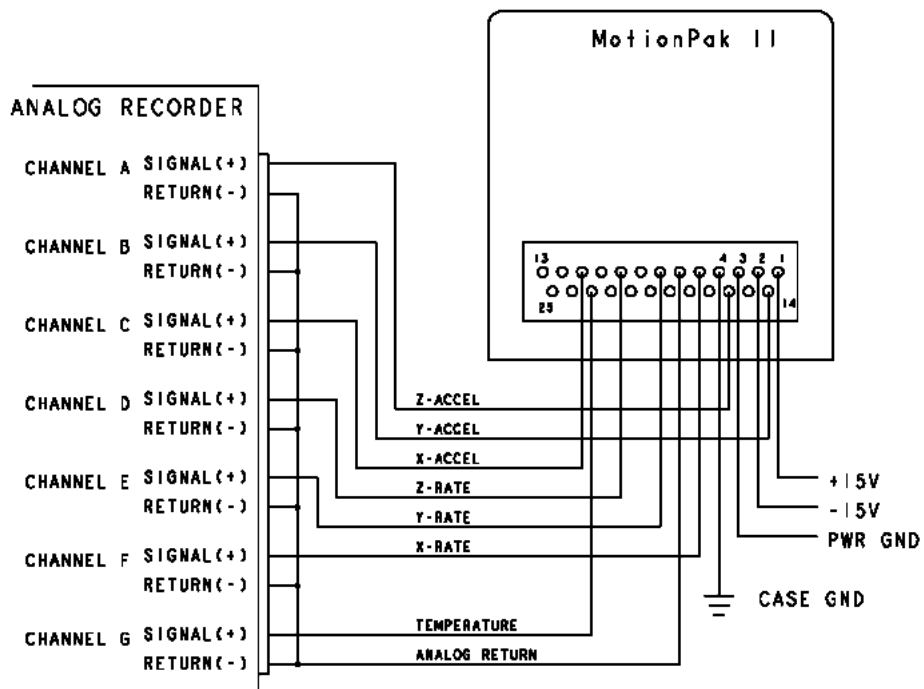 MotionPak II
ANALOG RECORDER
CHANNEL A SIGNAL(+)
RETURN(-)
CHANNEL B SIGNAL(+)
RETURN(-)
CHANNEL C SIGNAL(+)
RETURN(-)
CHANNEL D SIGNAL(+)
RETURN(-)
CHANNEL E SIGNAL(+)
RETURN(-)
CHANNEL F SIGNAL(+)
RETURN(-)
CHANNEL G SIGNAL(+)
RETURN(-)
13 4 3 2 1
25 14
Z-ACCEL
Y-ACCEL
X-ACCEL
Z-RATE
Y-RATE
X-RATE
TEMPERATURE
ANALOG RETURN
+15V
-15V
PWR GND
CASE GND